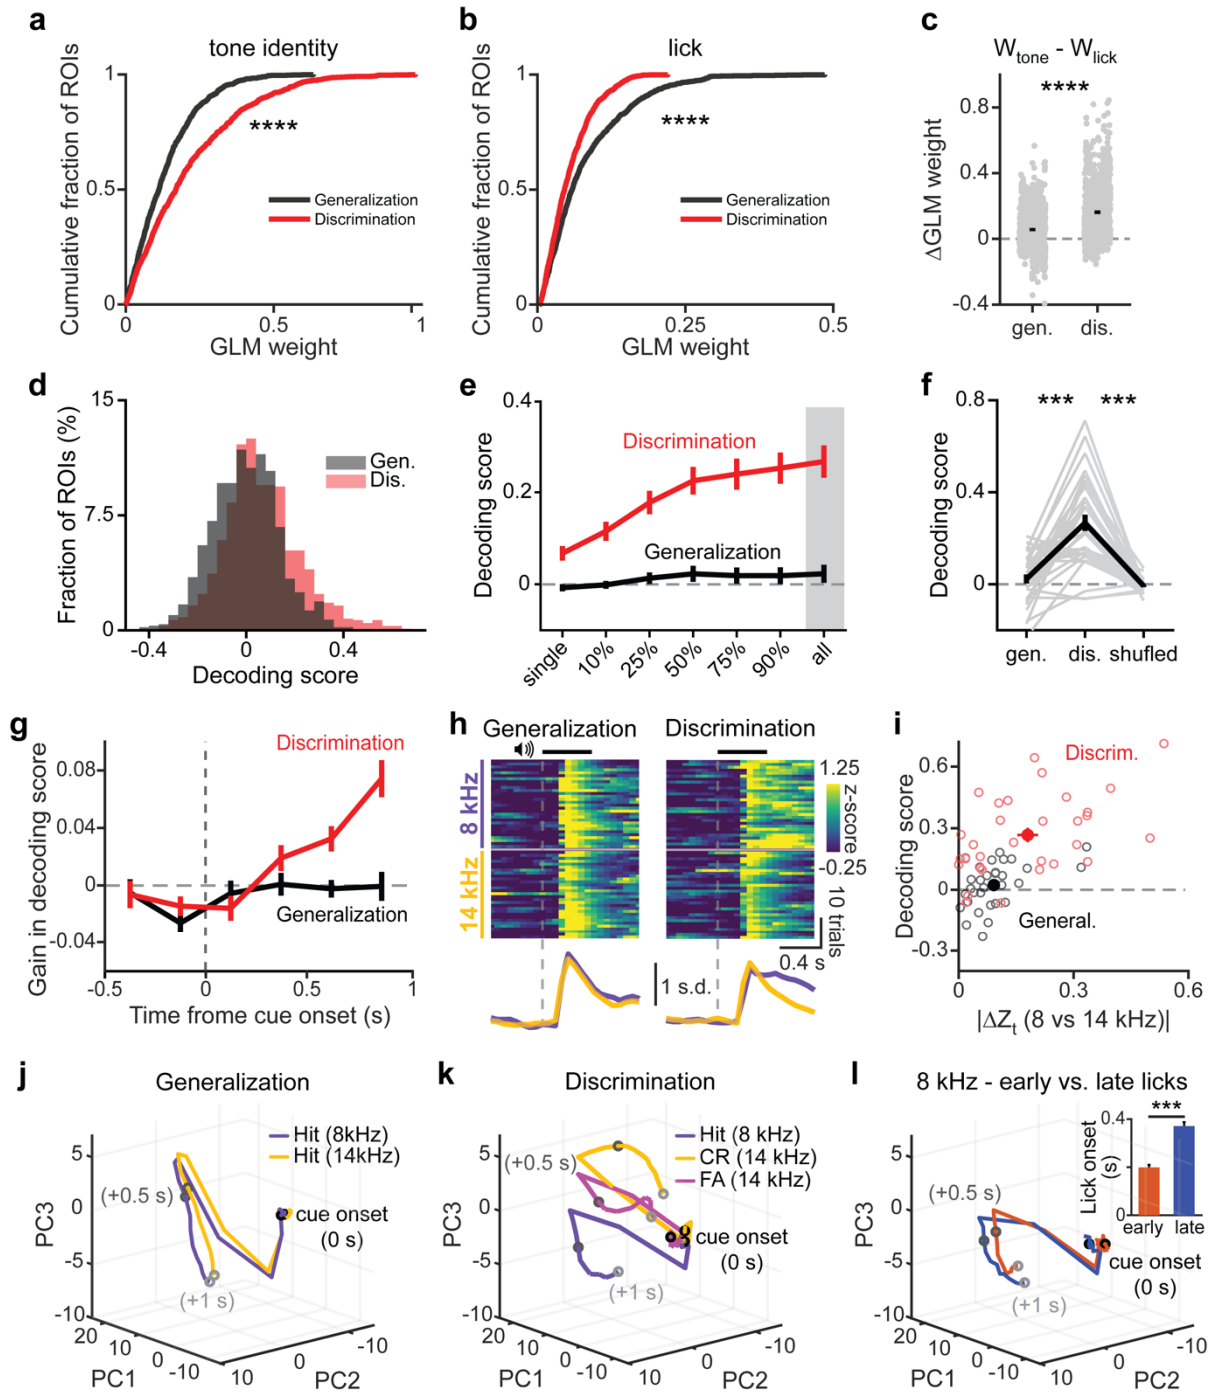 a
tone identity
Cumulative fraction of ROIs
1
0.5
0
****
Generalization
Discrimination
0
0.5
1
GLM weight
b
lick
Cumulative fraction of ROIs
1
0.5
0
****
Generalization
Discrimination
0
0.25
0.5
GLM weight
c
Wtone - Wlick
****
ΔGLM weight
0.8
0.4
0
-0.4
gen.
dis.
d
Fraction of ROIs (%)
15
7.5
0
Gen.
Dis.
-0.4
0
0.4
Decoding score
e
Decoding score
0.4
0.2
0
Discrimination
Generalization
single
10%
25%
50%
75%
90%
all
f
Decoding score
0.8
0.4
0
***
***
gen.
dis.
shufled
g
Gain in decoding score
0.08
0.04
0
-0.04
Discrimination
Generalization
-0.5
0
0.5
1
Time frome cue onset (s)
h
Generalization
Discrimination
8 kHz
14 kHz
1.25
z-score
-0.25
10 trials
0.4 s
1 s.d.
i
Decoding score
0.6
0.3
0
-0.3
Discrim.
General.
0
0.3
0.6
|ΔZt (8 vs 14 kHz)|
j
Generalization
Hit (8kHz)
Hit (14kHz)
(+0.5 s)
cue onset
(0 s)
(+1 s)
PC3
5
0
-5
-10
20
10
0
-10
PC1
10
0
-10
PC2
k
Discrimination
Hit (8 kHz)
CR (14 kHz)
FA (14 kHz)
(+0.5 s)
cue onset
(0 s)
(+1 s)
PC3
5
0
-5
-10
20
10
0
-10
PC1
10
0
-10
PC2
l
8 kHz - early vs. late licks
Lick onset
(s)
0.4
0
***
early
late
(+0.5 s)
cue onset
(0 s)
(+1 s)
PC3
5
0
-5
-10
20
10
0
-10
PC1
10
0
-10
PC2